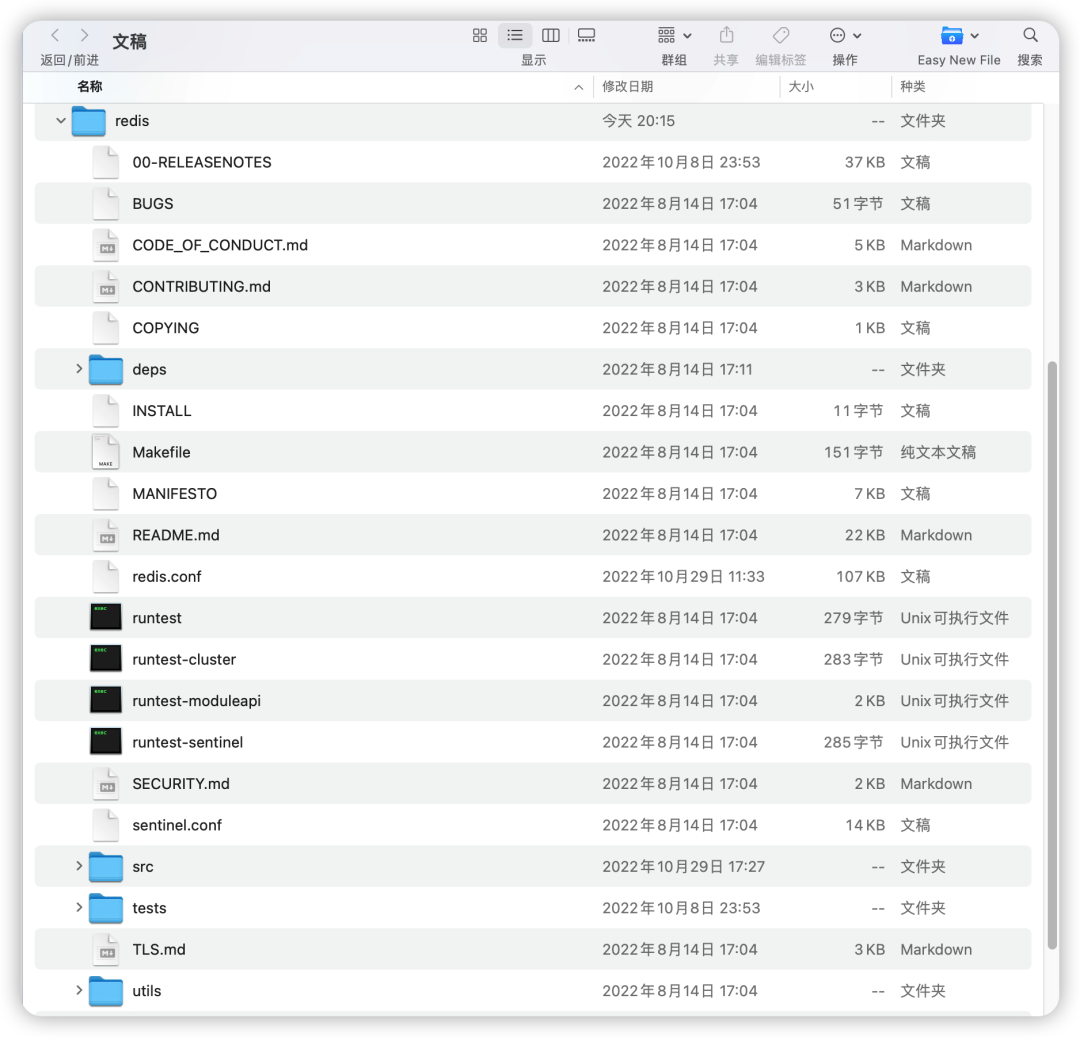 文稿
返回/前进
显示
群组
共享
编辑标签
操作
Easy New File
搜索
名称 修改日期 大小 种类
redis 今天 20:15 -- 文件夹
00-RELEASENOTES 2022年10月8日 23:53 37 KB 文稿
BUGS 2022年8月14日 17:04 51字节 文稿
CODE_OF_CONDUCT.md 2022年8月14日 17:04 5 KB Markdown
CONTRIBUTING.md 2022年8月14日 17:04 3 KB Markdown
COPYING 2022年8月14日 17:04 1 KB 文稿
deps 2022年8月14日 17:11 -- 文件夹
INSTALL 2022年8月14日 17:04 11字节 文稿
Makefile 2022年8月14日 17:04 151字节 纯文本文稿
MANIFESTO 2022年8月14日 17:04 7 KB 文稿
README.md 2022年8月14日 17:04 22 KB Markdown
redis.conf 2022年10月29日 11:33 107 KB 文稿
runtest 2022年8月14日 17:04 279字节 Unix可执行文件
runtest-cluster 2022年8月14日 17:04 283字节 Unix可执行文件
runtest-moduleapi 2022年8月14日 17:04 2 KB Unix可执行文件
runtest-sentinel 2022年8月14日 17:04 285字节 Unix可执行文件
SECURITY.md 2022年8月14日 17:04 2 KB Markdown
sentinel.conf 2022年8月14日 17:04 14 KB 文稿
src 2022年10月29日 17:27 -- 文件夹
tests 2022年10月8日 23:53 -- 文件夹
TLS.md 2022年8月14日 17:04 3 KB Markdown
utils 2022年8月14日 17:04 -- 文件夹